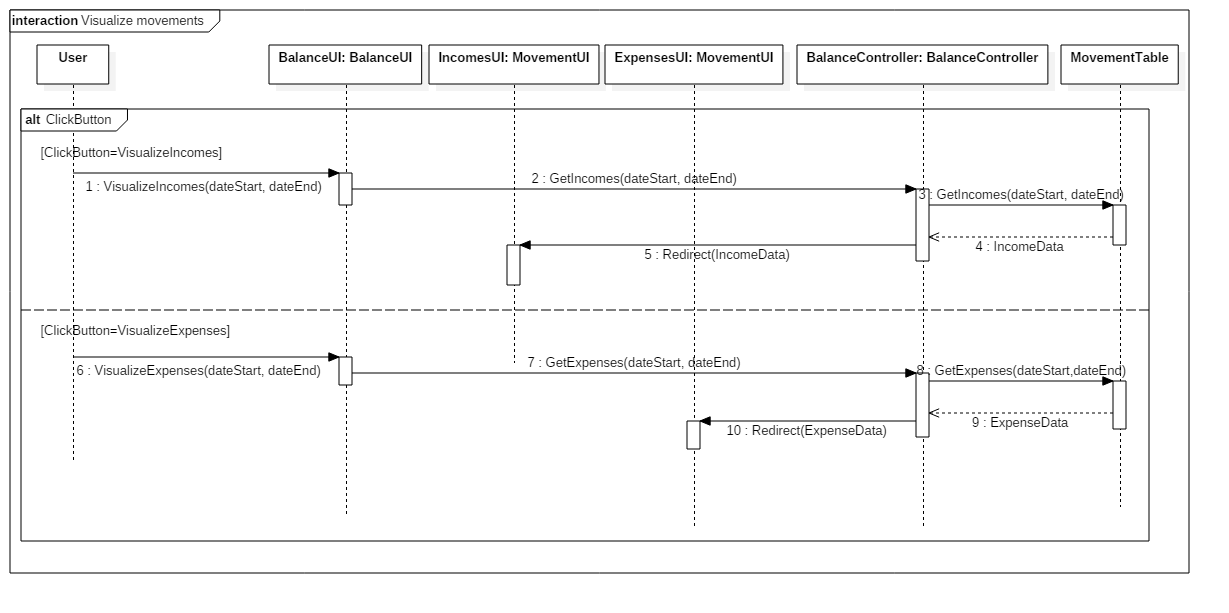 interaction Visualize movements
User
BalanceUI: BalanceUI
IncomesUI: MovementUI
ExpensesUI: MovementUI
BalanceController: BalanceController
MovementTable
alt ClickButton
[ClickButton=VisualizeIncomes]
1 : VisualizeIncomes(dateStart, dateEnd)
2 : GetIncomes(dateStart, dateEnd)
3 : GetIncomes(dateStart, dateEnd)
4 : IncomeData
5 : Redirect(IncomeData)
[ClickButton=VisualizeExpenses]
6 : VisualizeExpenses(dateStart, dateEnd)
7 : GetExpenses(dateStart, dateEnd)
8 : GetExpenses(dateStart,dateEnd)
9 : ExpenseData
10 : Redirect(ExpenseData)